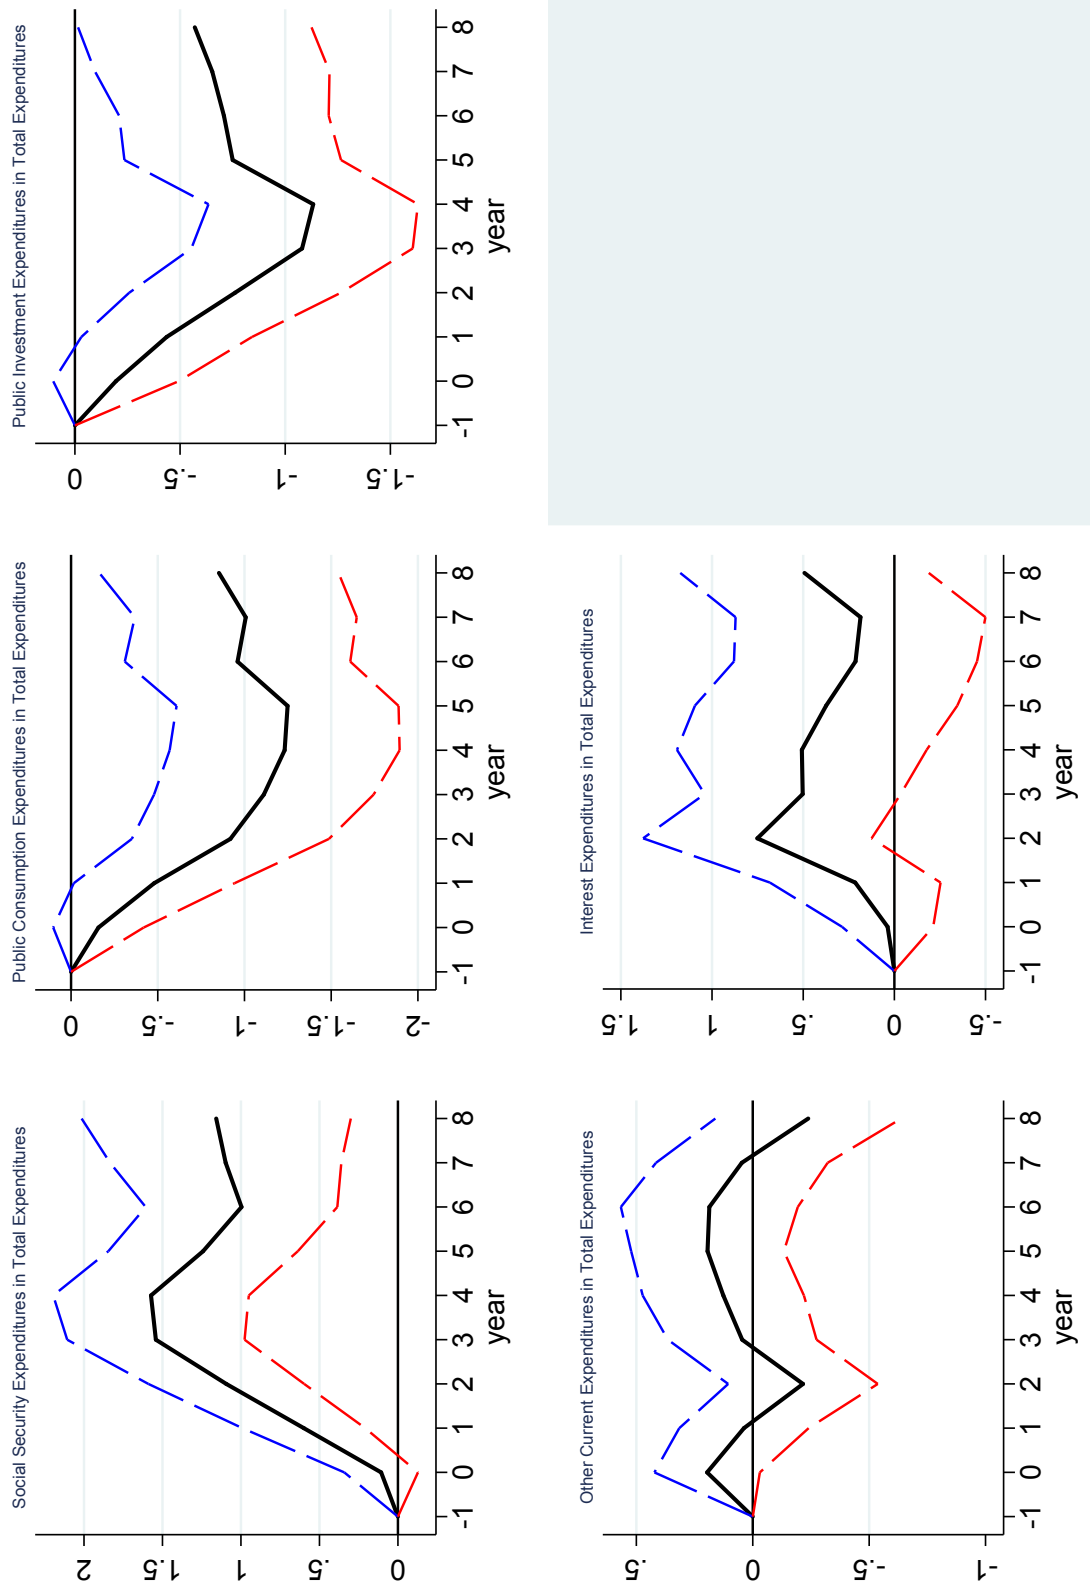 Social Security Expenditures in Total Expenditures
2
1.5
1
.5
0
-1 0 1 2 3 4 5 6 7 8
year
Public Consumption Expenditures in Total Expenditures
0
-.5
-1
-1.5
-2
-1 0 1 2 3 4 5 6 7 8
year
Public Investment Expenditures in Total Expenditures
0
-.5
-1
-1.5
-1 0 1 2 3 4 5 6 7 8
year
Other Current Expenditures in Total Expenditures
.5
0
-.5
-1
-1 0 1 2 3 4 5 6 7 8
year
Interest Expenditures in Total Expenditures
1.5
1
.5
0
-.5
-1 0 1 2 3 4 5 6 7 8
year